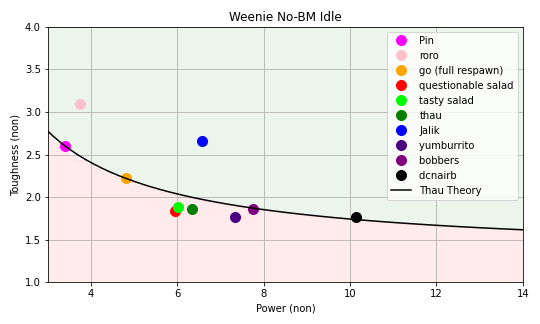 Weenie No-BM Idle
4.0
3.5
3.0
2.5
2.0
1.5
1.0
Toughness (non)
Pin
roro
go (full respawn)
questionable salad
tasty salad
thau
Jalik
yumburrito
bobbers
dcnairb
Thau Theory
4 6 8 10 12 14
Power (non)